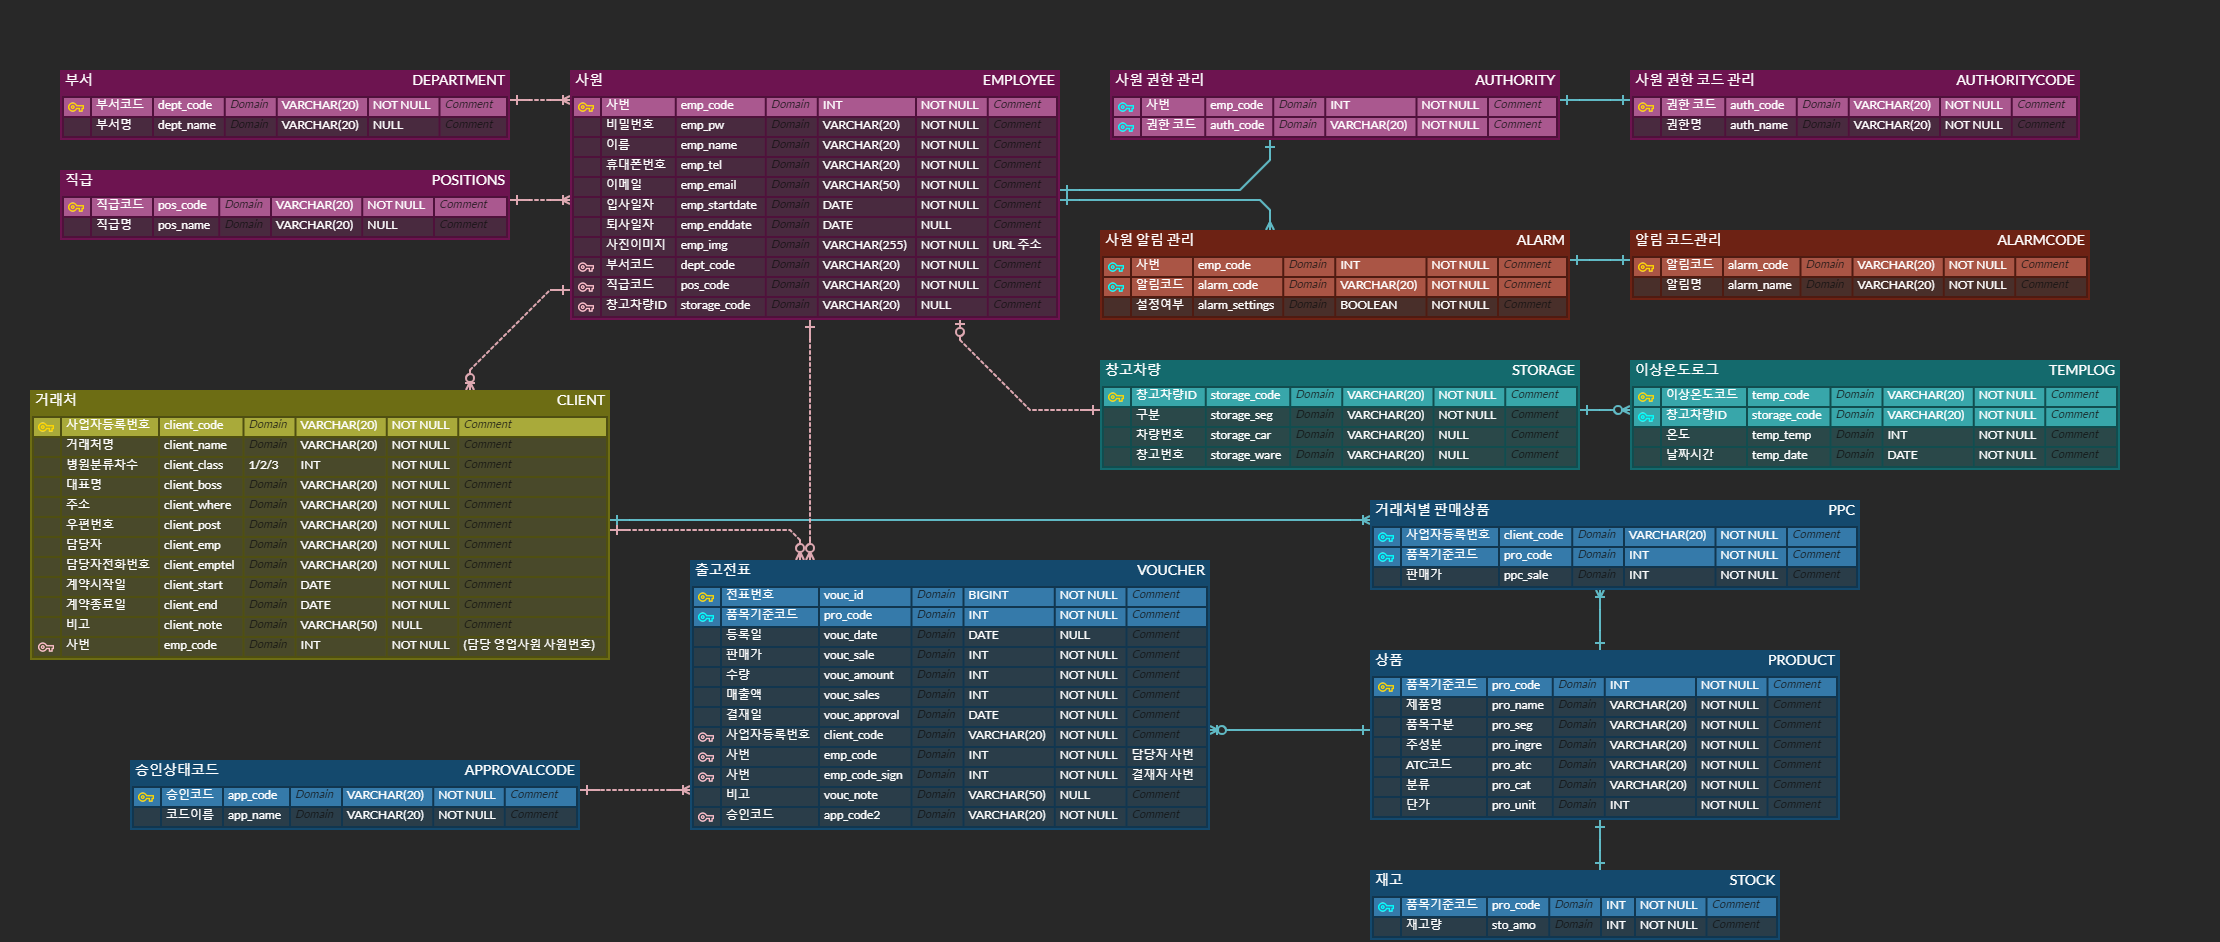 부서 DEPARTMENT
부서코드 dept_code Domain VARCHAR(20) NOT NULL Comment
부서명 dept_name Domain VARCHAR(20) NULL Comment
직급 POSITIONS
직급코드 pos_code Domain VARCHAR(20) NOT NULL Comment
직급명 pos_name Domain VARCHAR(20) NULL Comment
사원 EMPLOYEE
사번 emp_code Domain INT NOT NULL Comment
비밀번호 emp_pw Domain VARCHAR(20) NOT NULL Comment
이름 emp_name Domain VARCHAR(20) NOT NULL Comment
휴대폰번호 emp_tel Domain VARCHAR(20) NOT NULL Comment
이메일 emp_email Domain VARCHAR(50) NOT NULL Comment
입사일자 emp_startdate Domain DATE NOT NULL Comment
퇴사일자 emp_enddate Domain DATE NULL Comment
사진이미지 emp_img Domain VARCHAR(255) NOT NULL URL 주소
부서코드 dept_code Domain VARCHAR(20) NOT NULL Comment
직급코드 pos_code Domain VARCHAR(20) NOT NULL Comment
창고차량ID storage_code Domain VARCHAR(20) NULL Comment
사원 권한 관리 AUTHORITY
사번 emp_code Domain INT NOT NULL Comment
권한 코드 auth_code Domain VARCHAR(20) NOT NULL Comment
사원 권한 코드 관리 AUTHORITYCODE
권한 코드 auth_code Domain VARCHAR(20) NOT NULL Comment
권한명 auth_name Domain VARCHAR(20) NOT NULL Comment
사원 알림 관리 ALARM
사번 emp_code Domain INT NOT NULL Comment
알림코드 alarm_code Domain VARCHAR(20) NOT NULL Comment
설정여부 alarm_settings Domain BOOLEAN NOT NULL Comment
알림 코드관리 ALARMCODE
알림코드 alarm_code Domain VARCHAR(20) NOT NULL Comment
알림명 alarm_name Domain VARCHAR(20) NOT NULL Comment
창고차량 STORAGE
창고차량ID storage_code Domain VARCHAR(20) NOT NULL Comment
구분 storage_seg Domain VARCHAR(20) NOT NULL Comment
차량번호 storage_car Domain VARCHAR(20) NULL Comment
창고번호 storage_ware Domain VARCHAR(20) NULL Comment
이상온도로그 TEMPLOG
이상온도코드 temp_code Domain VARCHAR(20) NOT NULL Comment
창고차량ID storage_code Domain VARCHAR(20) NOT NULL Comment
온도 temp_temp Domain INT NOT NULL Comment
날짜시간 temp_date Domain DATE NOT NULL Comment
거래처 CLIENT
사업자등록번호 client_code Domain VARCHAR(20) NOT NULL Comment
거래처명 client_name Domain VARCHAR(20) NOT NULL Comment
병원분류차수 client_class 1/2/3 INT NOT NULL Comment
대표명 client_boss Domain VARCHAR(20) NOT NULL Comment
주소 client_where Domain VARCHAR(20) NOT NULL Comment
우편번호 client_post Domain VARCHAR(20) NOT NULL Comment
담당자 client_emp Domain VARCHAR(20) NOT NULL Comment
담당자전화번호 client_emptel Domain VARCHAR(20) NOT NULL Comment
계약시작일 client_start Domain DATE NOT NULL Comment
계약종료일 client_end Domain DATE NOT NULL Comment
비고 client_note Domain VARCHAR(50) NULL Comment
사번 emp_code Domain INT NOT NULL (담당 영업사원 사원번호)
거래처별 판매상품 PPC
사업자등록번호 client_code Domain VARCHAR(20) NOT NULL Comment
품목기준코드 pro_code Domain INT NOT NULL Comment
판매가 ppc_sale Domain INT NOT NULL Comment
출고전표 VOUCHER
전표번호 vouc_id Domain BIGINT NOT NULL Comment
품목기준코드 pro_code Domain INT NOT NULL Comment
등록일 vouc_date Domain DATE NULL Comment
판매가 vouc_sale Domain INT NOT NULL Comment
수량 vouc_amount Domain INT NOT NULL Comment
매출액 vouc_sales Domain INT NOT NULL Comment
결재일 vouc_approval Domain DATE NOT NULL Comment
사업자등록번호 client_code Domain VARCHAR(20) NOT NULL Comment
사번 emp_code Domain INT NOT NULL 담당자 사번
사번 emp_code_sign Domain INT NOT NULL 결재자 사번
비고 vouc_note Domain VARCHAR(50) NULL Comment
승인코드 app_code2 Domain VARCHAR(20) NOT NULL Comment
상품 PRODUCT
품목기준코드 pro_code Domain INT NOT NULL Comment
제품명 pro_name Domain VARCHAR(20) NOT NULL Comment
품목구분 pro_seg Domain VARCHAR(20) NOT NULL Comment
주성분 pro_ingre Domain VARCHAR(20) NOT NULL Comment
ATC코드 pro_atc Domain VARCHAR(20) NOT NULL Comment
분류 pro_cat Domain VARCHAR(20) NOT NULL Comment
단가 pro_unit Domain INT NOT NULL Comment
승인상태코드 APPROVALCODE
승인코드 app_code Domain VARCHAR(20) NOT NULL Comment
코드이름 app_name Domain VARCHAR(20) NOT NULL Comment
재고 STOCK
품목기준코드 pro_code Domain INT NOT NULL Comment
재고량 sto_amo Domain INT NOT NULL Comment